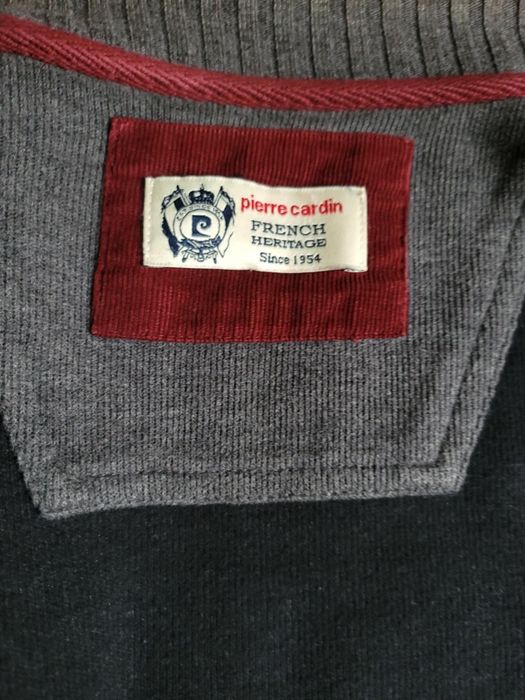 pierre cardin
FRENCH
HERITAGE
Since 1954